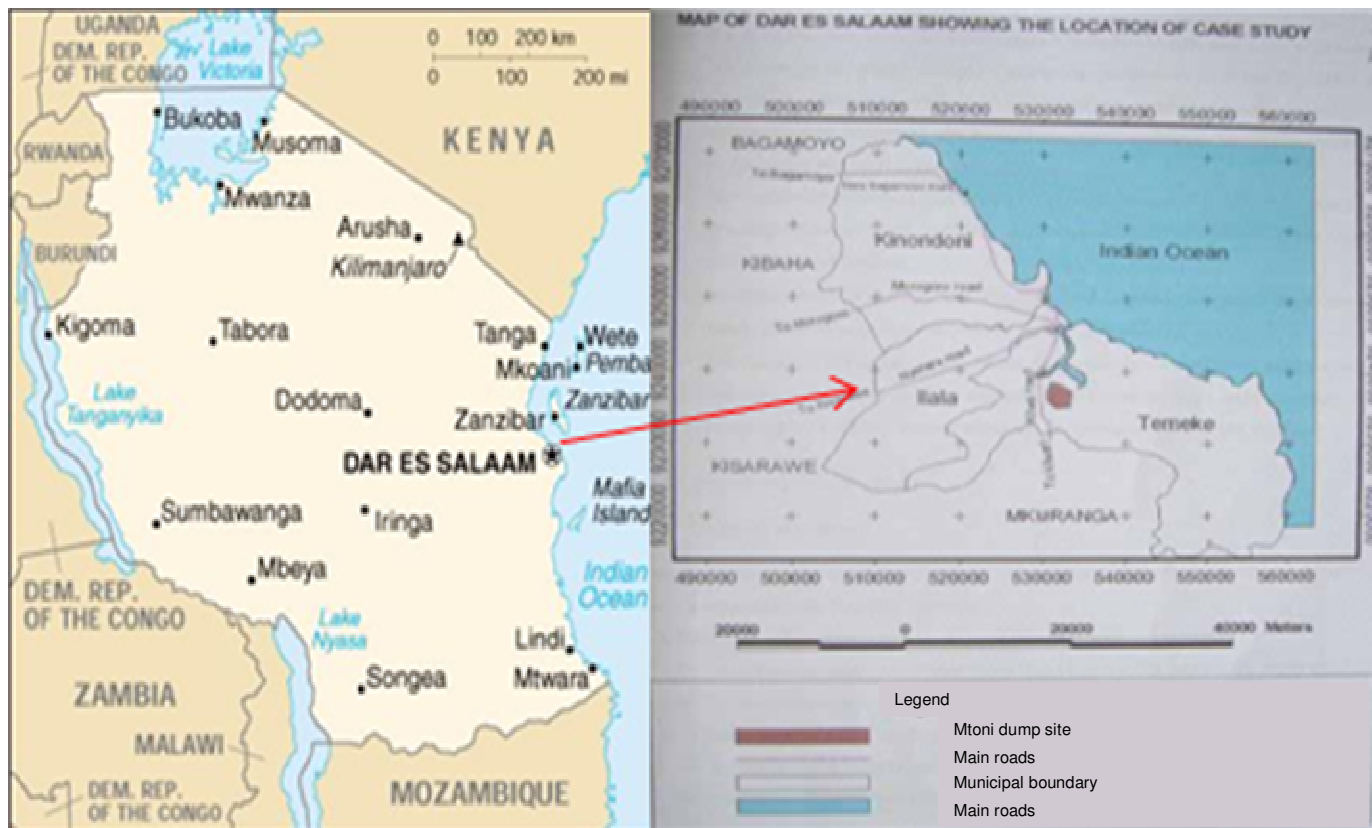 UGANDA
DEM. REP.
OF THE CONGO
Lake
Victoria
0 100 200 km
0 100 200 mi
Bukoba
Musoma
KENYA
RWANDA
Mwanza
Arusha
Kilimanjaro
BURUNDI
Kigoma
Tabora
Tanga
Wete
Mkoani
Pemba
Lake
Tanganyika
Dodoma
Zanzibar
Zanzibar
DAR ES SALAAM
Mafia
Island
Sumbawanga
Iringa
Mbeya
Indian
Ocean
DEM. REP.
OF THE CONGO
Lake
Nyasa
Lindi
Songea
Mtwara
ZAMBIA
MALAWI
DEM. REP.
OF THE CONGO
MOZAMBIQUE
MAP OF DAR ES SALAAM SHOWING THE LOCATION OF CASE STUDY
490000 500000 510000 520000 530000 540000 550000 560000
BAGAMOYO
To Bagamoyo
Kinondoni
Indian Ocean
KIBAHA
Morogoro road
To Morogoro
Ilala
Temeke
KISARAWE
MKURANGA
490000 500000 510000 520000 530000 540000 550000 560000
20000 0 20000 40000 Meters
Legend
Mtoni dump site
Main roads
Municipal boundary
Main roads